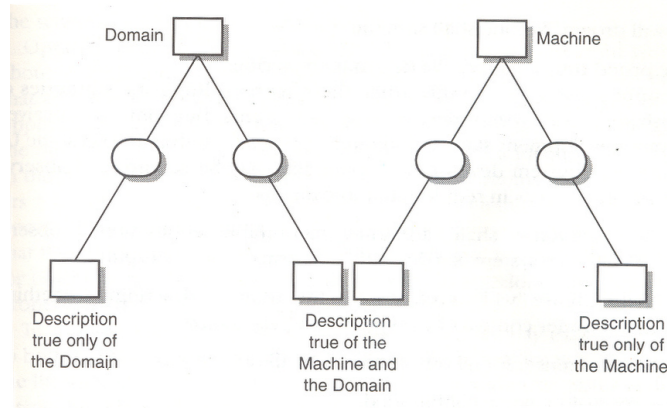 Domain
Machine
Description
true only of
the Domain
Description
true of the
Machine and
the Domain
Description
true only of
the Machine